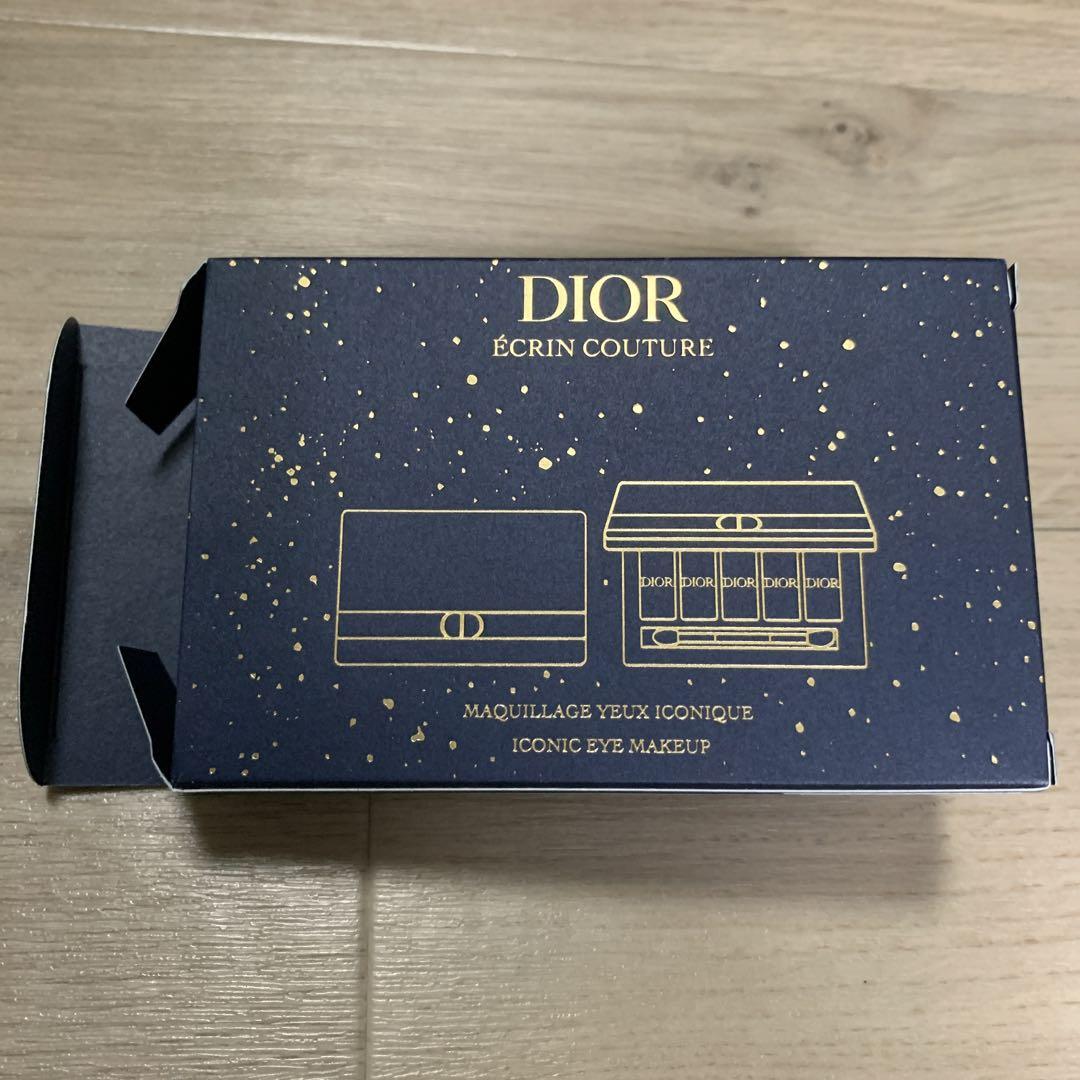 DIOR
ÉCRIN COUTURE
DIOR DIOR DIOR DIOR DIOR
MAQUILLAGE YEUX ICONIQUE
ICONIC EYE MAKEUP